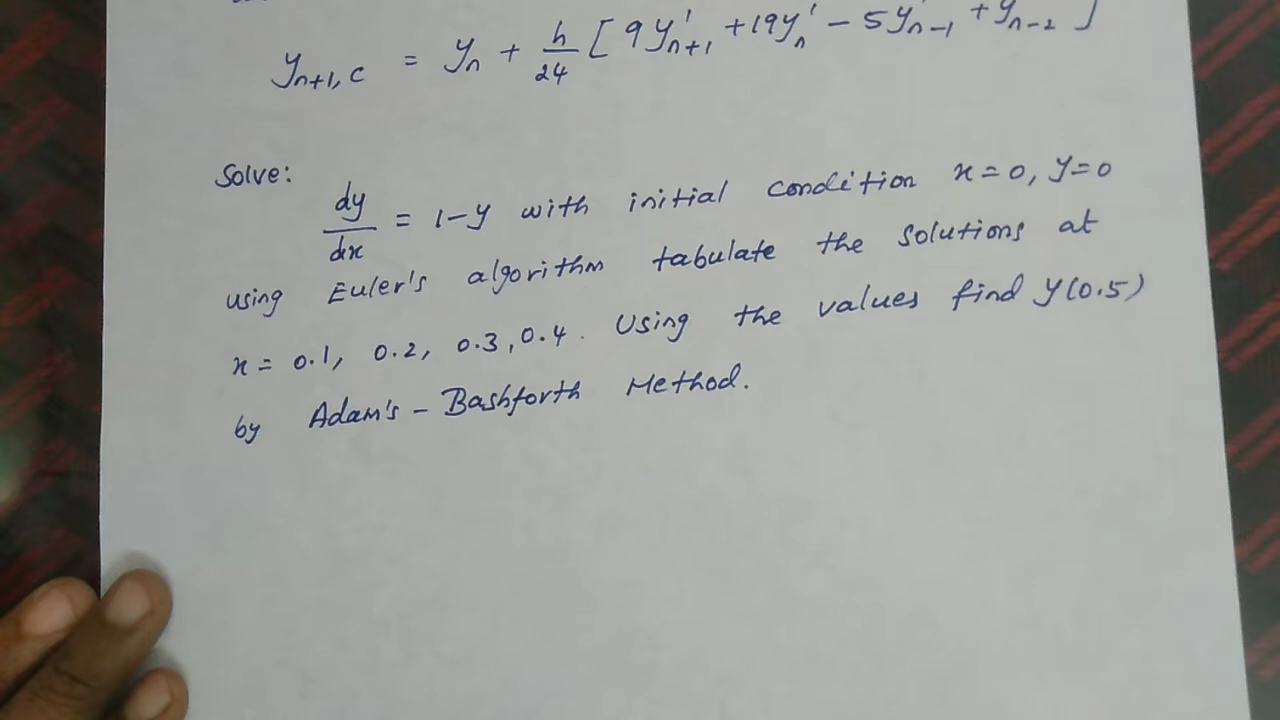 y_{n+1,c} = y_n + h/24 [ 9y'_{n+1} + 19y'_n - 5y'_{n-1} + y_{n-2} ]
Solve:
dy/dx = 1-y with initial condition x=0, y=0
using Euler's algorithm tabulate the solutions at
x = 0.1, 0.2, 0.3, 0.4. Using the values find y(0.5)
by Adam's - Bashforth Method.